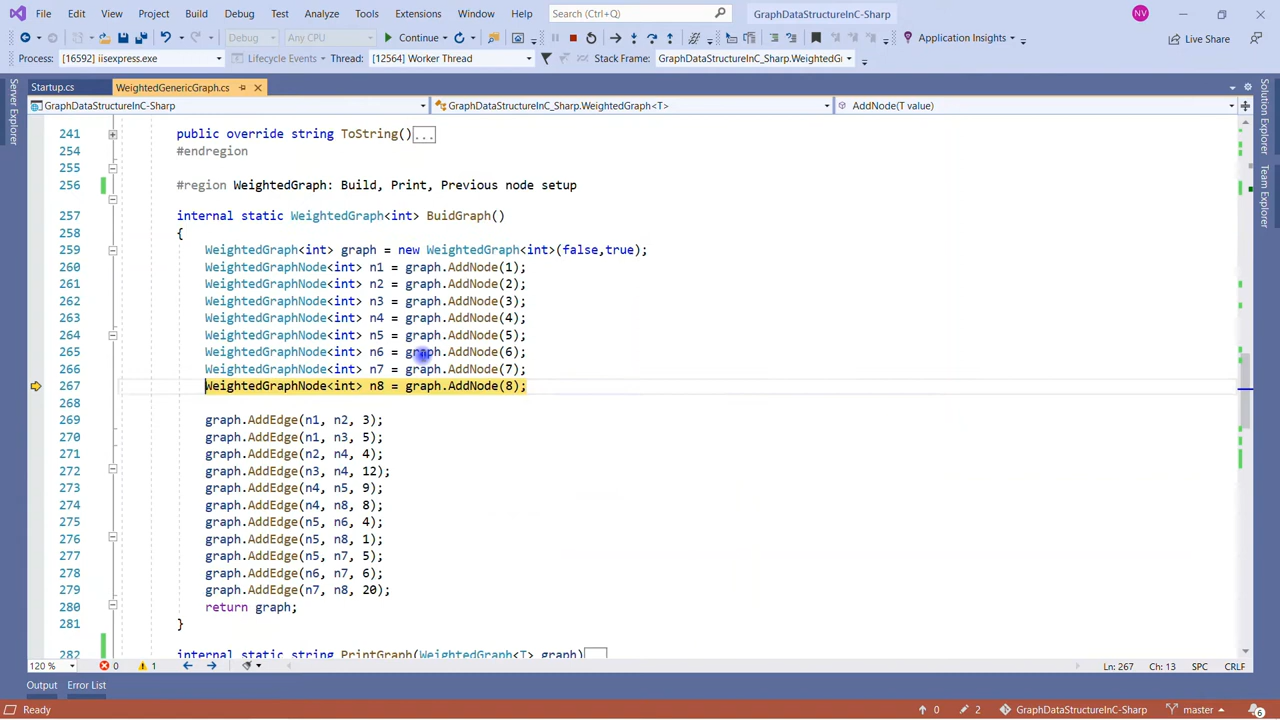 File Edit View Project Build Debug Test Analyze Tools Extensions Window Help Search (Ctrl+Q) GraphDataStructureInC-Sharp NV
Debug Any CPU Continue Application Insights Live Share
Process: [16592] iisexpress.exe Lifecycle Events Thread: [12564] Worker Thread Stack Frame: GraphDataStructureInC_Sharp.WeightedG
Server Explorer
Startup.cs WeightedGenericGraph.cs
GraphDataStructureInC-Sharp GraphDataStructureInC_Sharp.WeightedGraph<T> AddNode(T value)
Solution Explorer
Team Explorer
241 public override string ToString()...
254 #endregion
255
256 #region WeightedGraph: Build, Print, Previous node setup
257 internal static WeightedGraph<int> BuidGraph()
258 {
259 WeightedGraph<int> graph = new WeightedGraph<int>(false,true);
260 WeightedGraphNode<int> n1 = graph.AddNode(1);
261 WeightedGraphNode<int> n2 = graph.AddNode(2);
262 WeightedGraphNode<int> n3 = graph.AddNode(3);
263 WeightedGraphNode<int> n4 = graph.AddNode(4);
264 WeightedGraphNode<int> n5 = graph.AddNode(5);
265 WeightedGraphNode<int> n6 = graph.AddNode(6);
266 WeightedGraphNode<int> n7 = graph.AddNode(7);
267 WeightedGraphNode<int> n8 = graph.AddNode(8);
268
269 graph.AddEdge(n1, n2, 3);
270 graph.AddEdge(n1, n3, 5);
271 graph.AddEdge(n2, n4, 4);
272 graph.AddEdge(n3, n4, 12);
273 graph.AddEdge(n4, n5, 9);
274 graph.AddEdge(n4, n8, 8);
275 graph.AddEdge(n5, n6, 4);
276 graph.AddEdge(n5, n8, 1);
277 graph.AddEdge(n5, n7, 5);
278 graph.AddEdge(n6, n7, 6);
279 graph.AddEdge(n7, n8, 20);
280 return graph;
281 }
282 internal static string PrintGraph(WeightedGraph<T> graph)...
120 % 0 1 Ln: 267 Ch: 13 SPC CRLF
Output Error List
Ready 0 2 GraphDataStructureInC-Sharp master 6